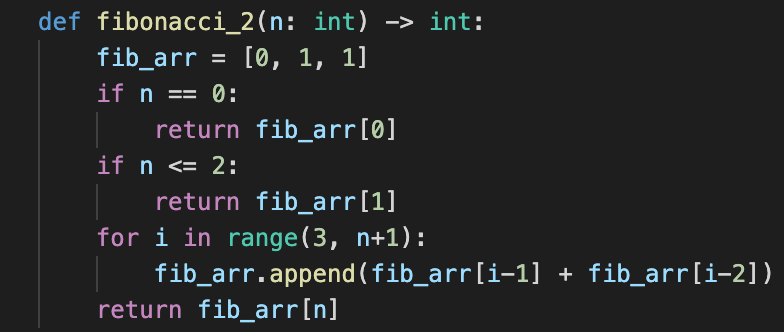 def fibonacci_2(n: int) -> int:
    fib_arr = [0, 1, 1]
    if n == 0:
        return fib_arr[0]
    if n <= 2:
        return fib_arr[1]
    for i in range(3, n+1):
        fib_arr.append(fib_arr[i-1] + fib_arr[i-2])
    return fib_arr[n]